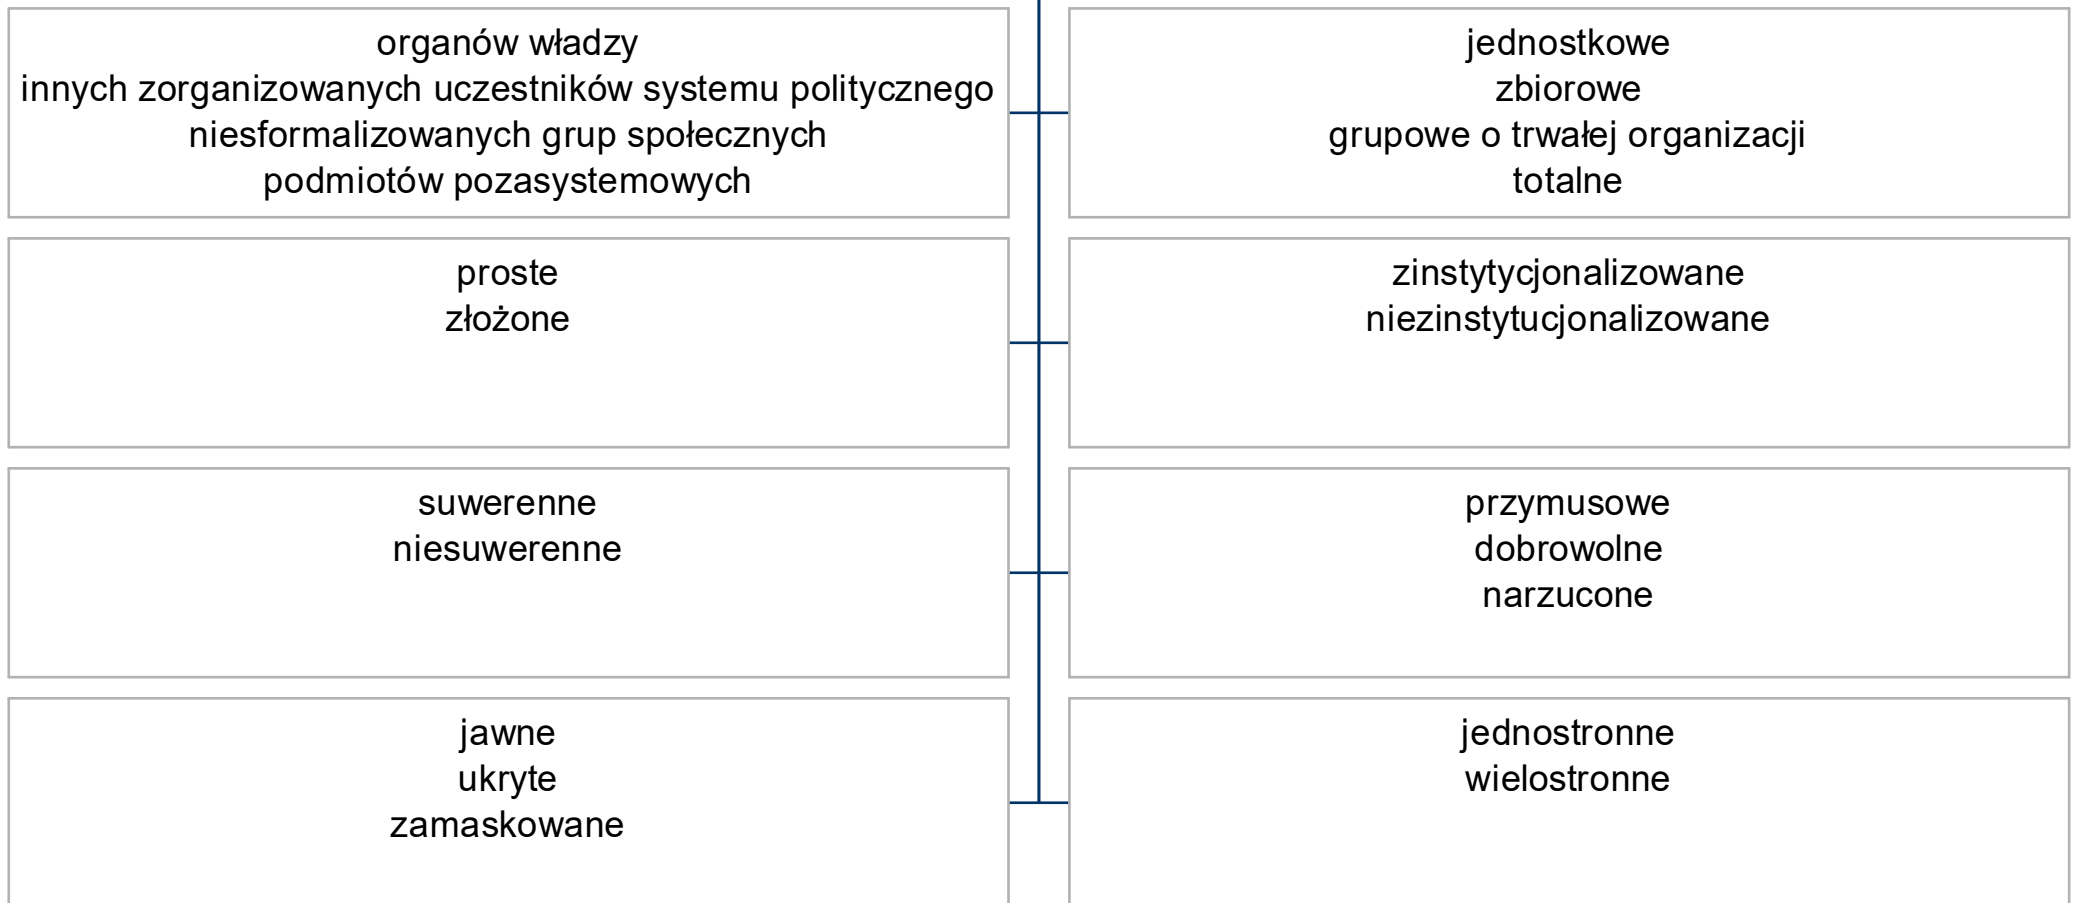 organów władzy
innych zorganizowanych uczestników systemu politycznego
niesformalizowanych grup społecznych
podmiotów pozasystemowych
jednostkowe
zbiorowe
grupowe o trwałej organizacji
totalne
proste
złożone
zinstytycjonalizowane
niezinstytucjonalizowane
suwerenne
niesuwerenne
przymusowe
dobrowolne
narzucone
jawne
ukryte
zamaskowane
jednostronne
wielostronne